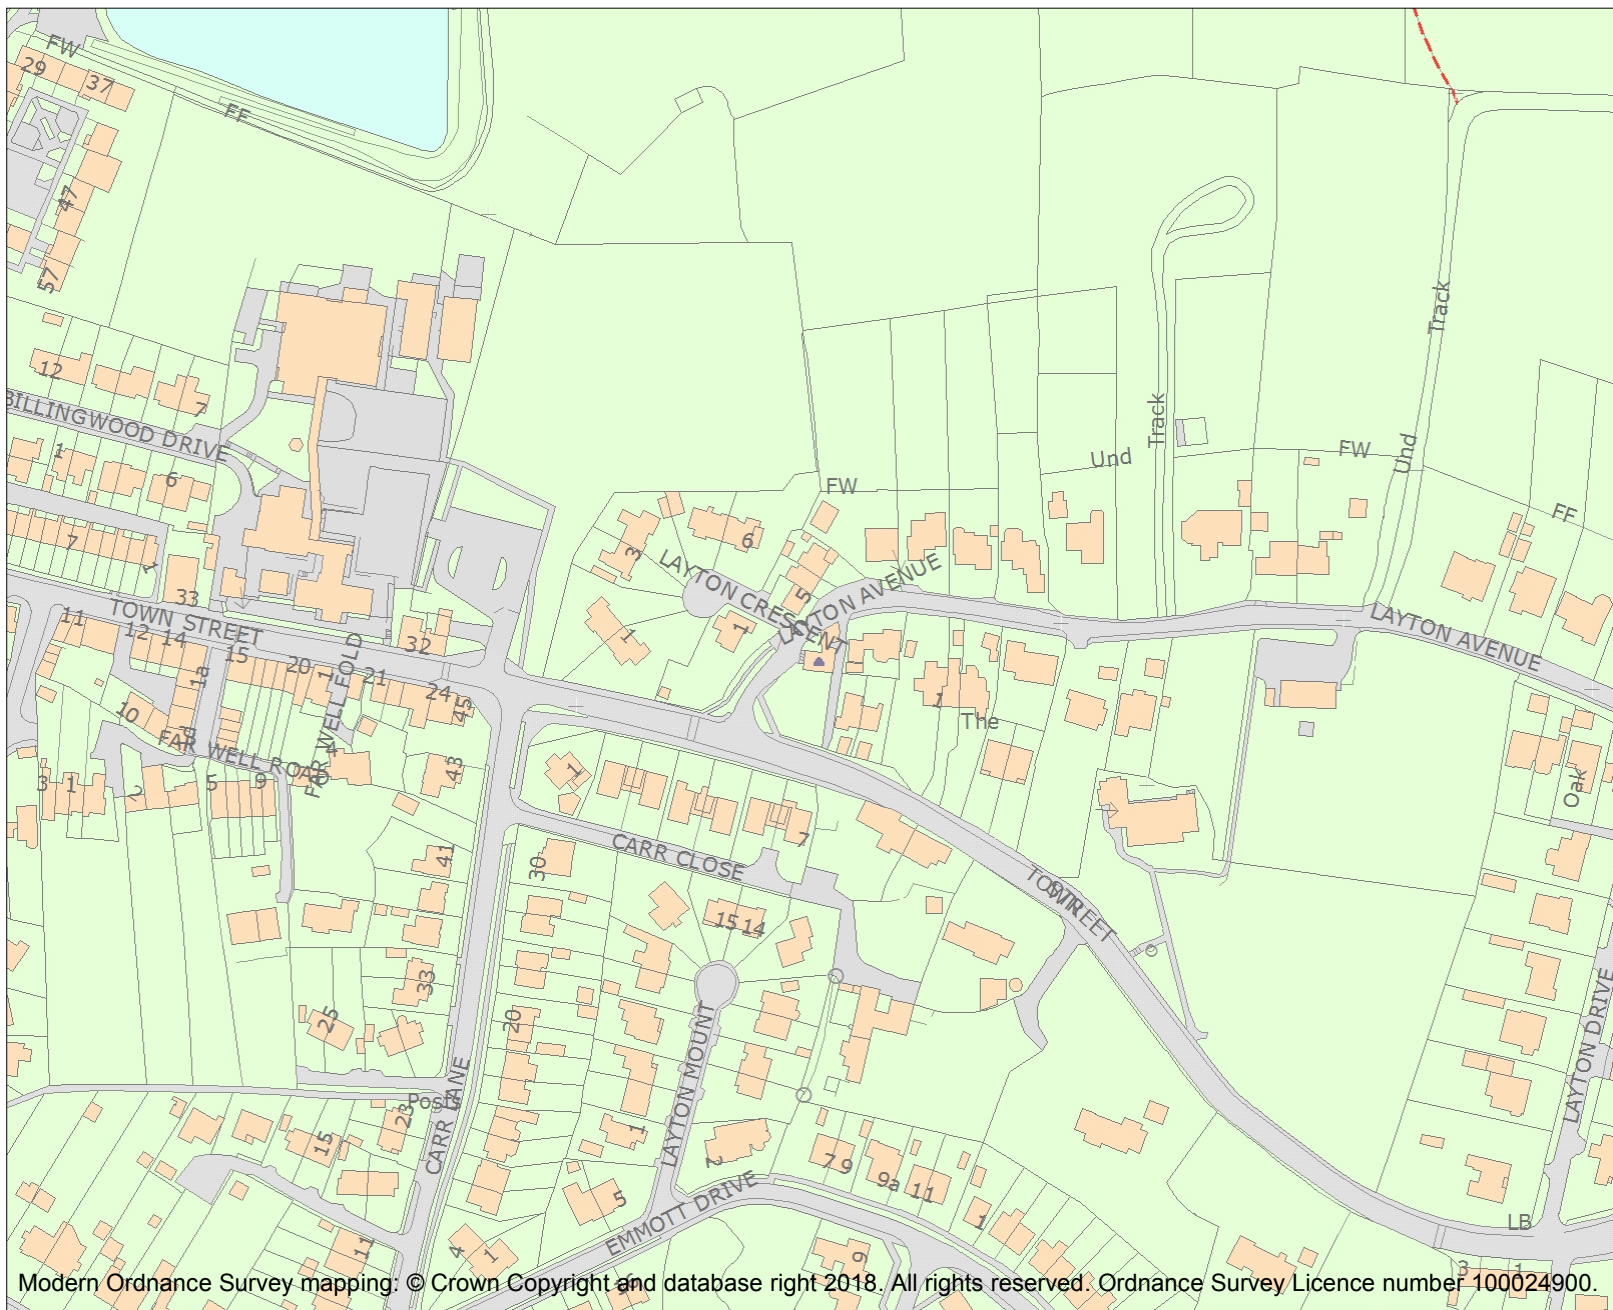 FW
29
37
FF
47
57
12
7
BILLINGWOOD DRIVE
1
6
7
1
33
11
TOWN STREET
12
14
15
1a
20
1
21
24
45
32
FAR WELL FOLD
10
8
FAR WELL ROAD
4
3
1
2
5
9
43
41
33
25
Posts
23
15
11
CARR LANE
30
20
CARR CLOSE
1
7
15
14
LAYTON MOUNT
1
2
5
4
1
EMMOTT DRIVE
7
9
9a
11
1
9
FW
3
6
LAYTON CRESCENT
5
1
1
LAYTON AVENUE
1
The
TOWN STREET
Und
Track
Track
Und
FW
FF
LAYTON AVENUE
Oak
LAYTON DRIVE
LB
3
1
Modern Ordnance Survey mapping: © Crown Copyright and database right 2018. All rights reserved. Ordnance Survey Licence number 100024900.